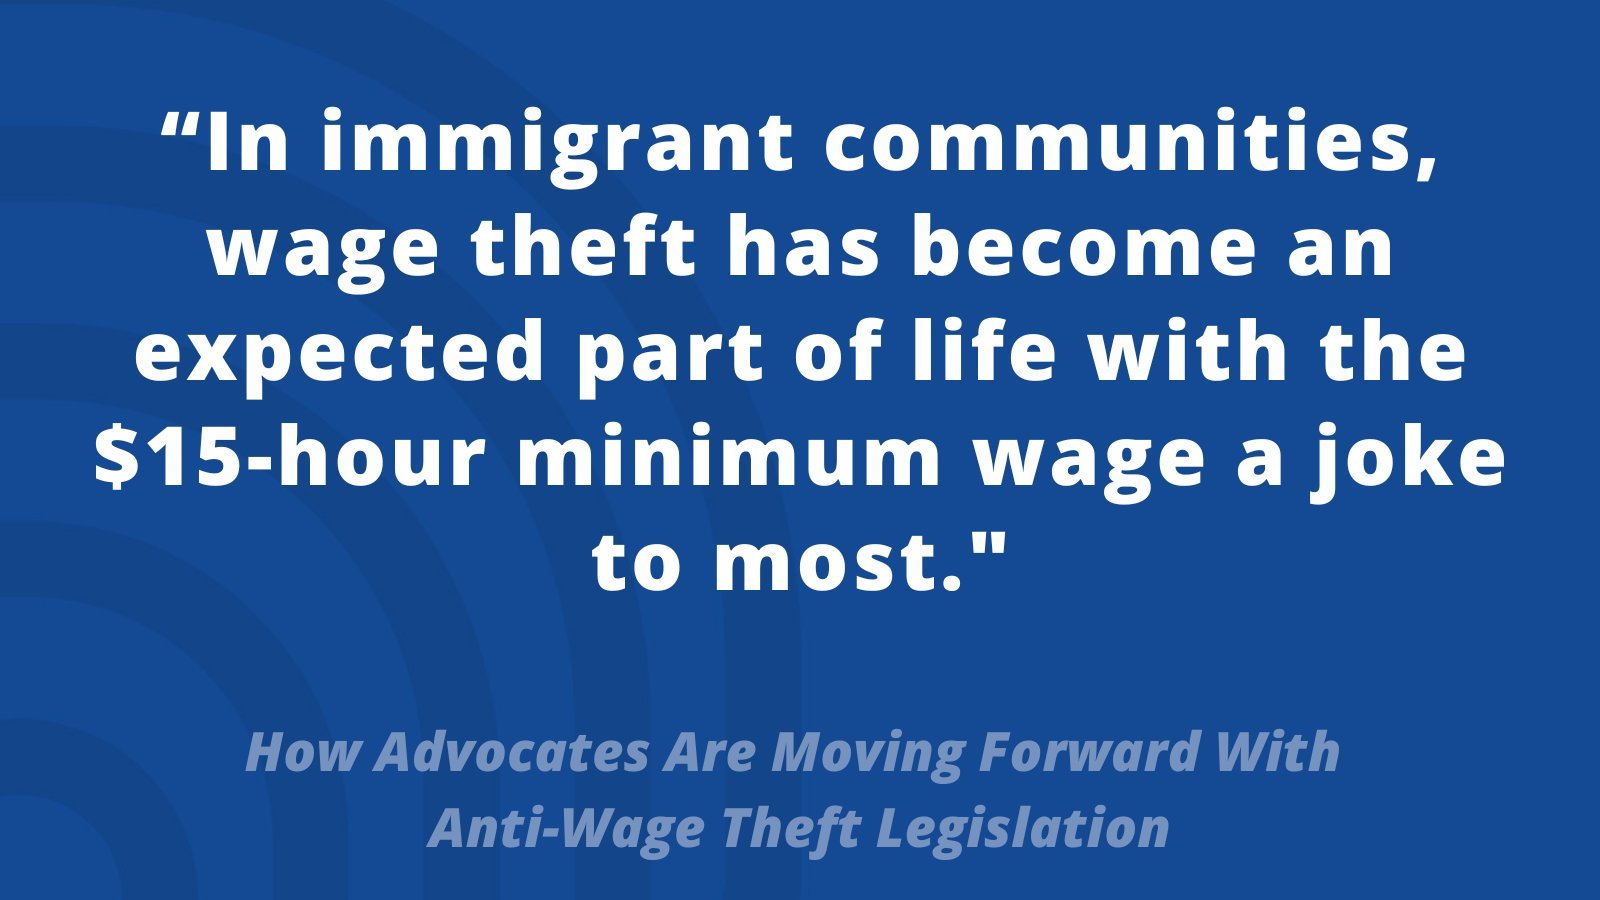 “In immigrant communities,
wage theft has become an
expected part of life with the
$15-hour minimum wage a joke
to most."
How Advocates Are Moving Forward With
Anti-Wage Theft Legislation